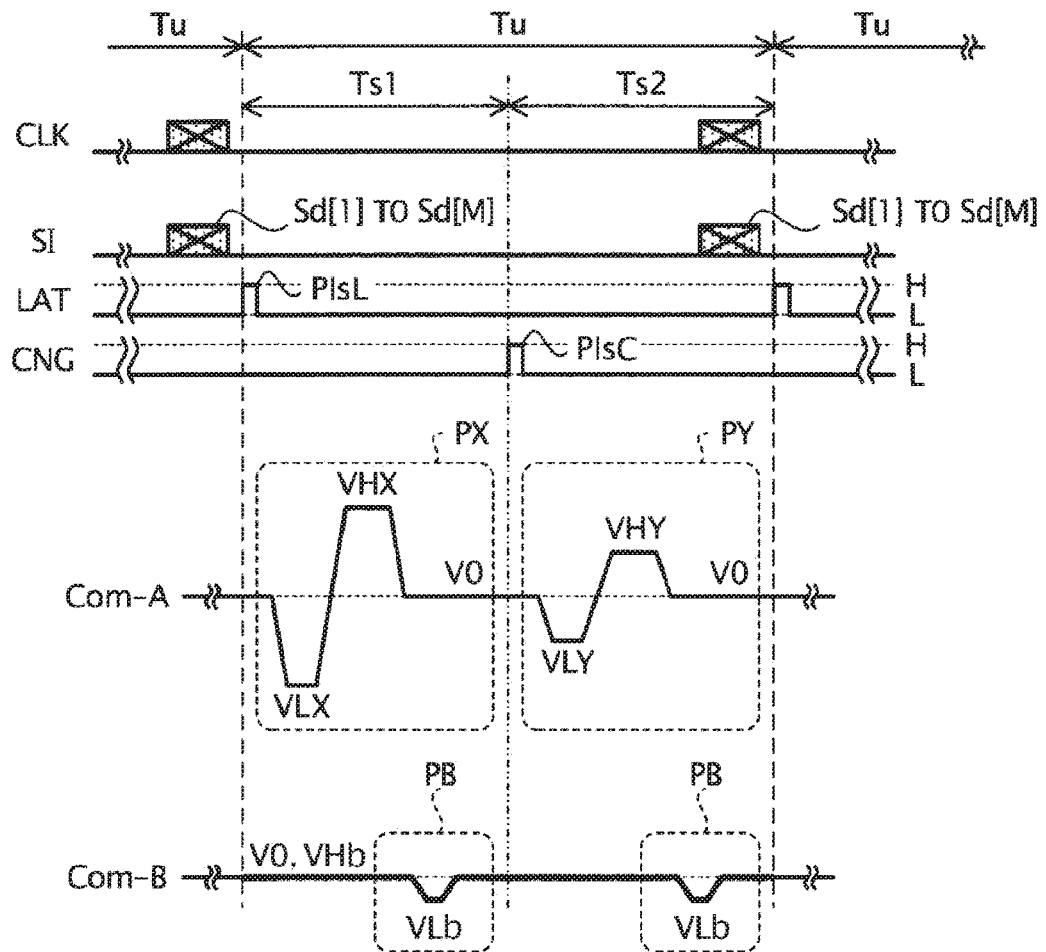 Tu Tu Tu
Ts1 Ts2
CLK
Sd[1] TO Sd[M] Sd[1] TO Sd[M]
SI
PlsL H
LAT L
PlsC H
CNG L
PX PY
VHX
VHY
V0 V0
Com-A
VLY
VLX
PB PB
V0, VHb
Com-B
VLb VLb